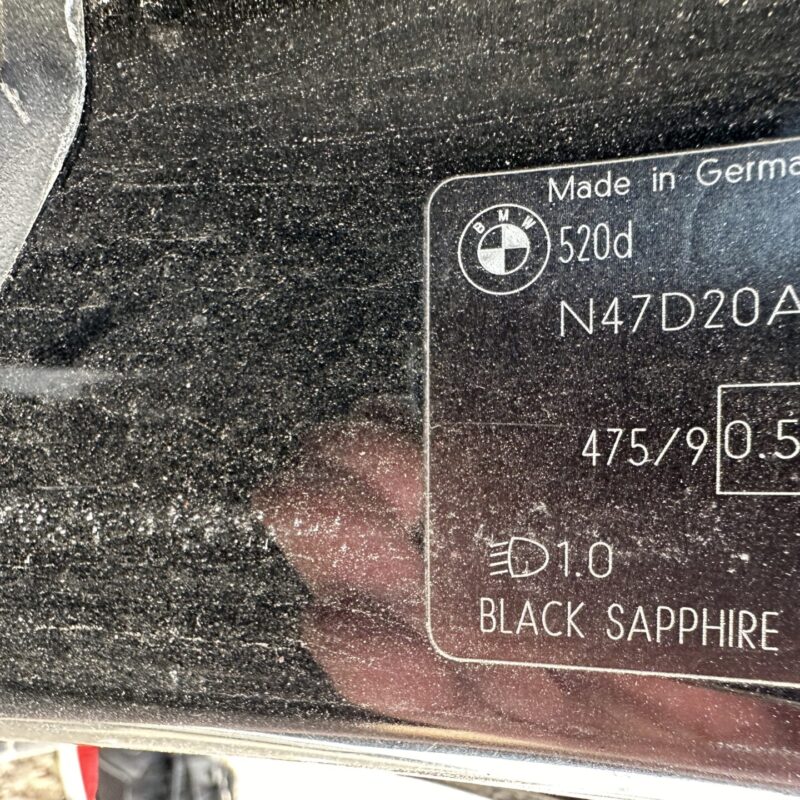 Made in Germa
BMW
520d
N47D20A
475/9 0.5
1.0
BLACK SAPPHIRE